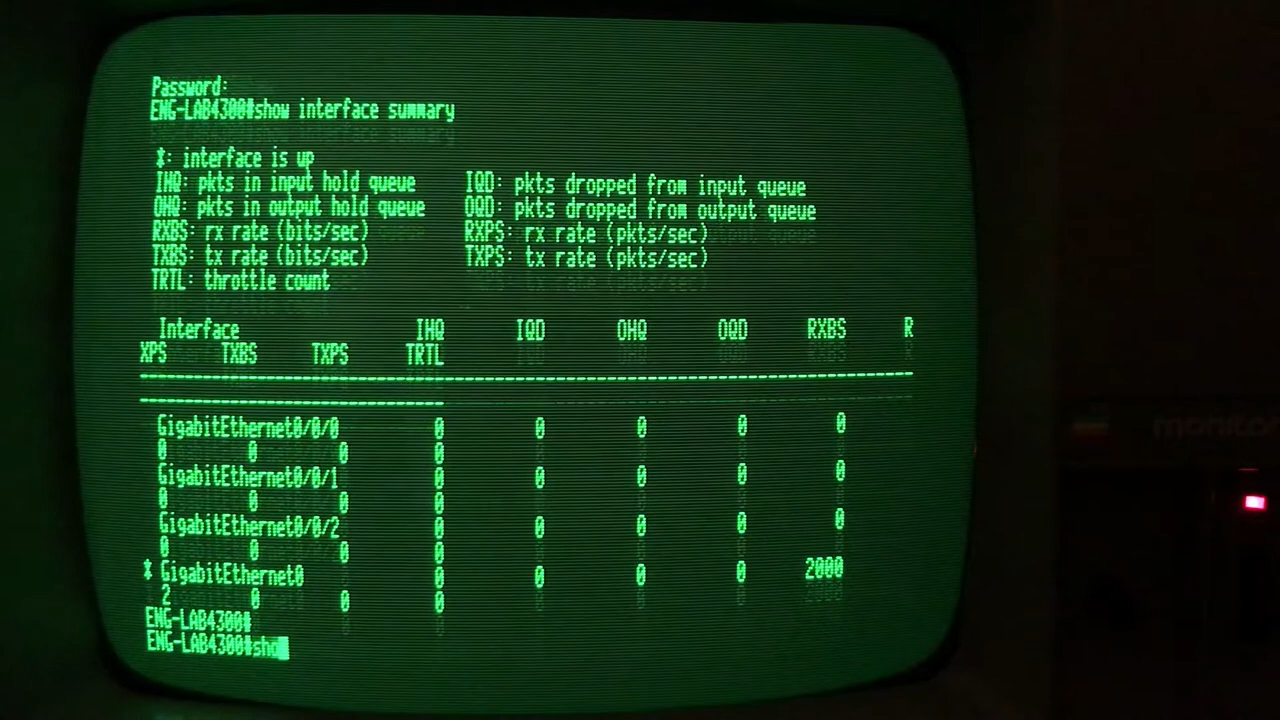 Password:
ENG-LAB4300#show interface summary
*: interface is up
IHQ: pkts in input hold queue IQD: pkts dropped from input queue
OHQ: pkts in output hold queue OQD: pkts dropped from output queue
RXBS: rx rate (bits/sec) RXPS: rx rate (pkts/sec)
TXBS: tx rate (bits/sec) TXPS: tx rate (pkts/sec)
TRTL: throttle count
Interface IHQ IQD OHQ OQD RXBS R
XPS TXBS TXPS TRTL
--------------------------------------------------------------------------------
------------------------------
GigabitEthernet0/0/0 0 0 0 0 0
0 0 0 0
GigabitEthernet0/0/1 0 0 0 0 0
0 0 0 0
GigabitEthernet0/0/2 0 0 0 0 0
0 0 0 0
* GigabitEthernet0 0 0 0 0 2000
2 0 0 0
ENG-LAB4300#
ENG-LAB4300#sho
monitor